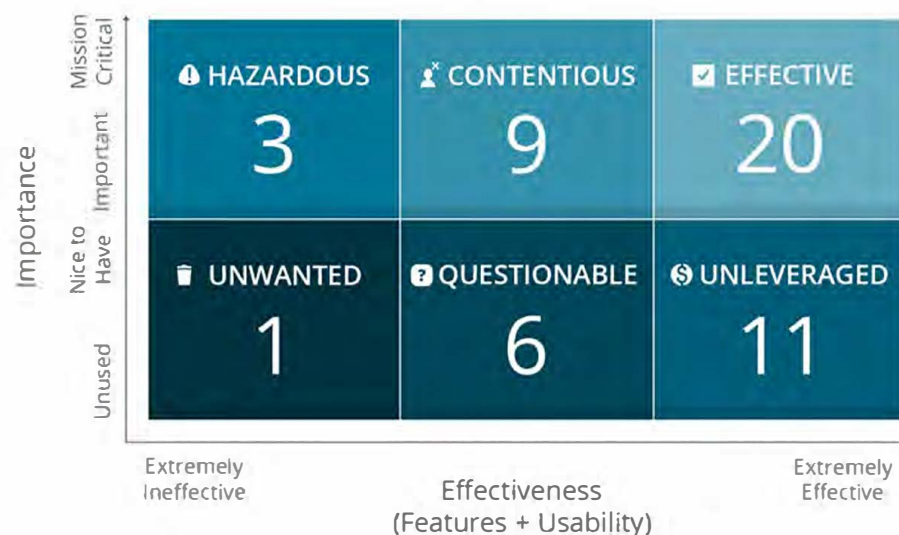 Importance
Mission
Critical
Important
Nice to
Have
Unused
HAZARDOUS
3
CONTENTIOUS
9
EFFECTIVE
20
UNWANTED
1
QUESTIONABLE
6
UNLEVERAGED
11
Extremely
Ineffective
Effectiveness
(Features + Usability)
Extremely
Effective